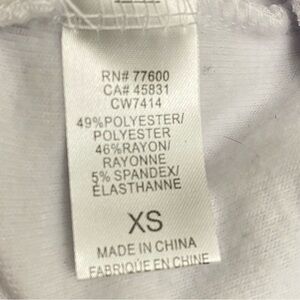 RN# 77600
CA# 45831
CW7414
49%POLYESTER/
POLYESTER
46%RAYON/
RAYONNE
5% SPANDEX/
ÉLASTHANNE
XS
MADE IN CHINA
FABRIQUÉ EN CHINE